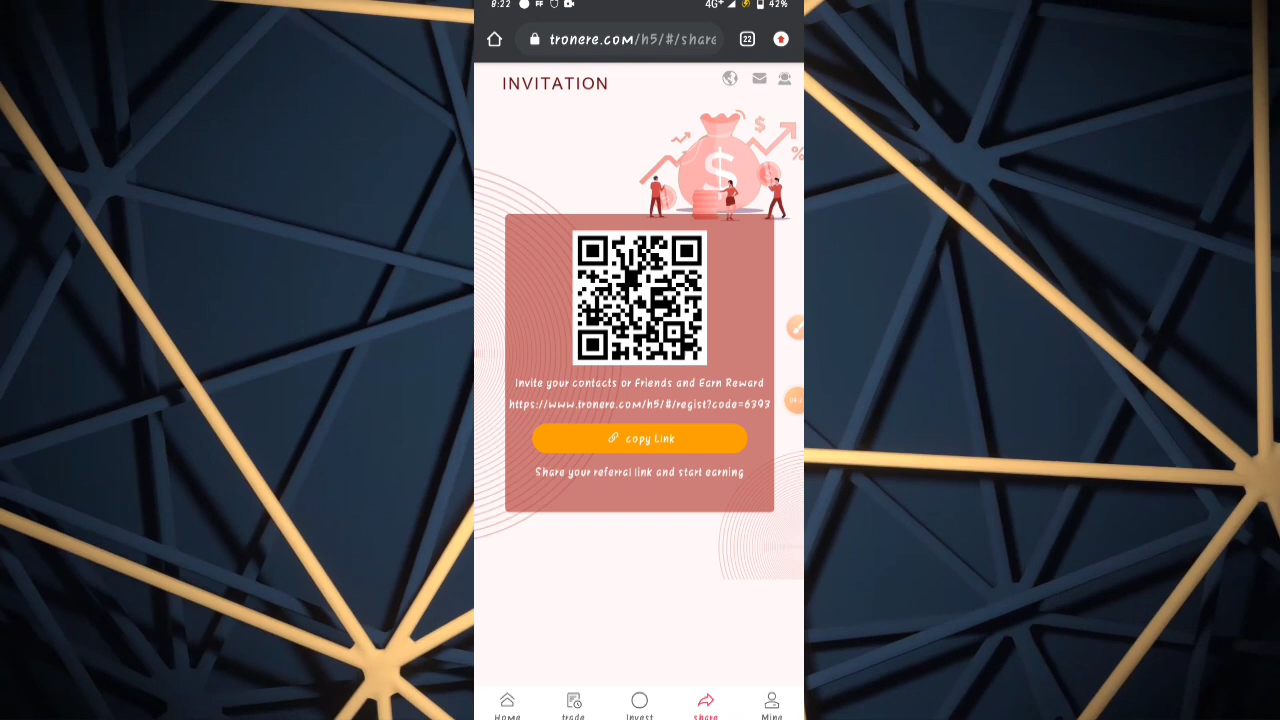 8:22 FF 4G+ 42%
tronere.com/h5/#/share
22
INVITATION
$
$
%
Invite your contacts or Friends and Earn Reward
https://www.tronere.com/h5/#/regist?code=6393
copy Link
Share your referral link and start earning
Home trade Invest share Mine